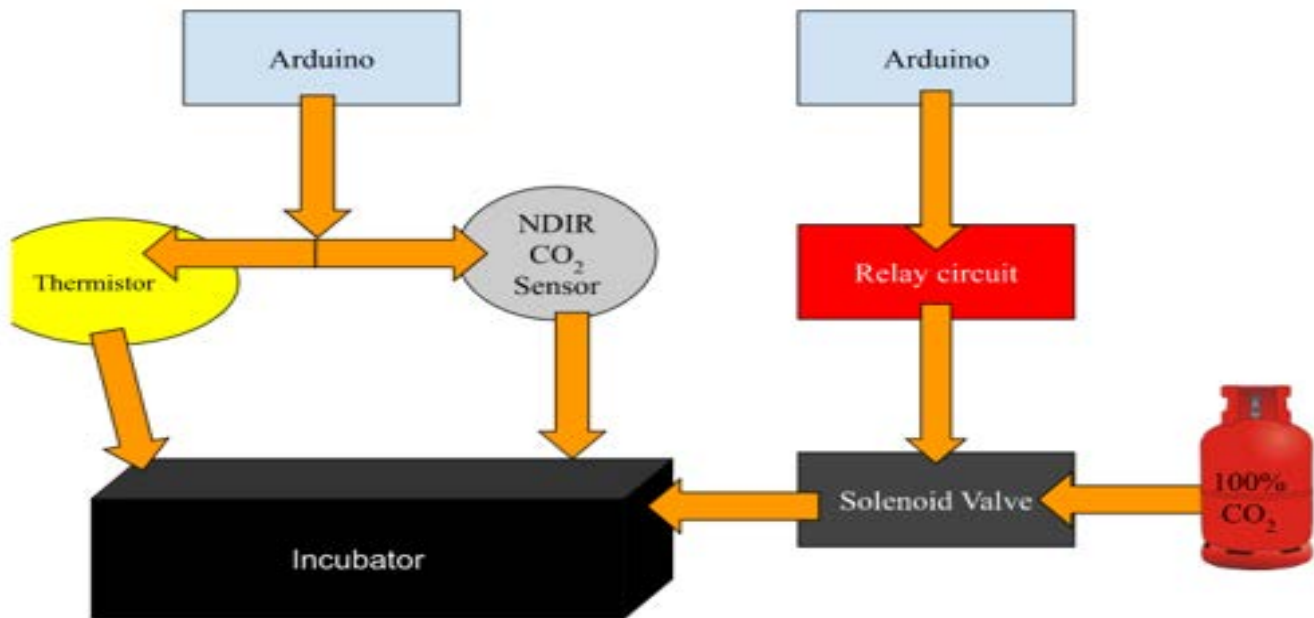 Arduino
Arduino
Thermistor
NDIR
CO₂
Sensor
Relay circuit
Incubator
Solenoid Valve
100%
CO₂